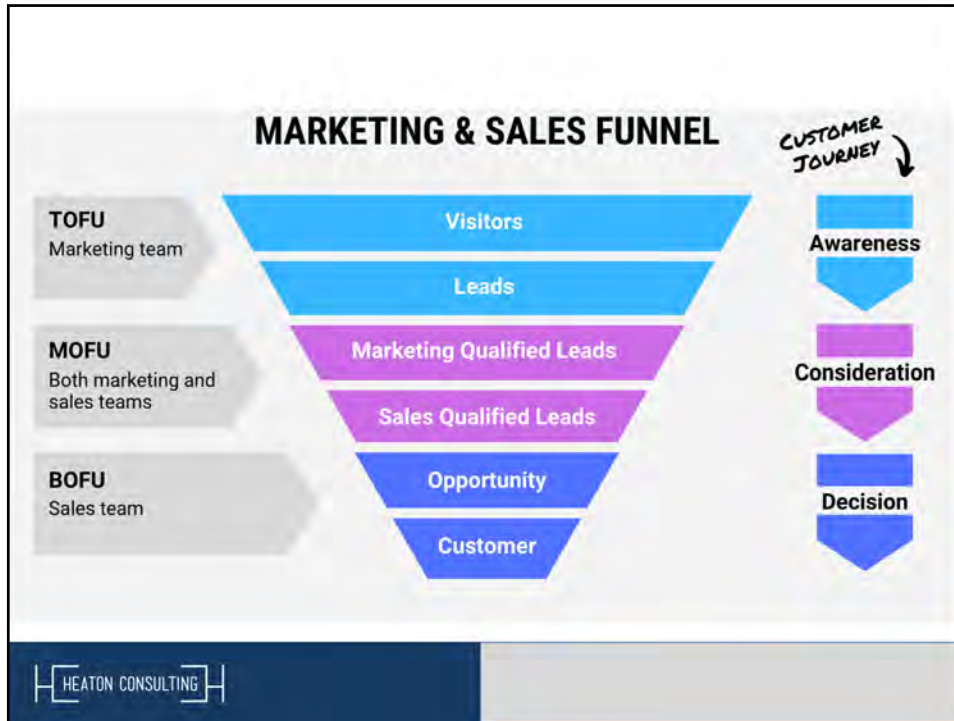 MARKETING & SALES FUNNEL
CUSTOMER
JOURNEY
TOFU
Marketing team
Visitors
Leads
Awareness
MOFU
Both marketing and
sales teams
Marketing Qualified Leads
Sales Qualified Leads
Consideration
BOFU
Sales team
Opportunity
Customer
Decision
HEATON CONSULTING